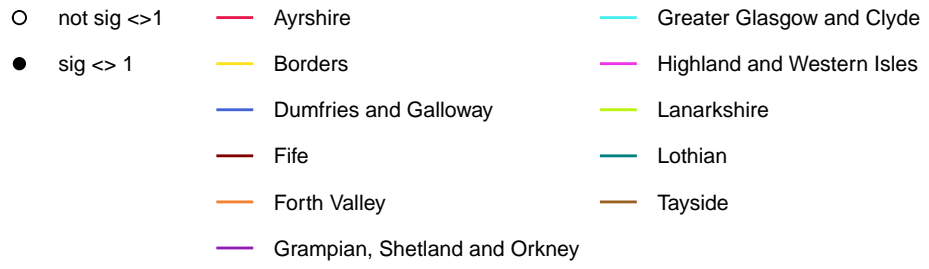 not sig <>1 Ayrshire Greater Glasgow and Clyde
sig <> 1 Borders Highland and Western Isles
Dumfries and Galloway Lanarkshire
Fife Lothian
Forth Valley Tayside
Grampian, Shetland and Orkney